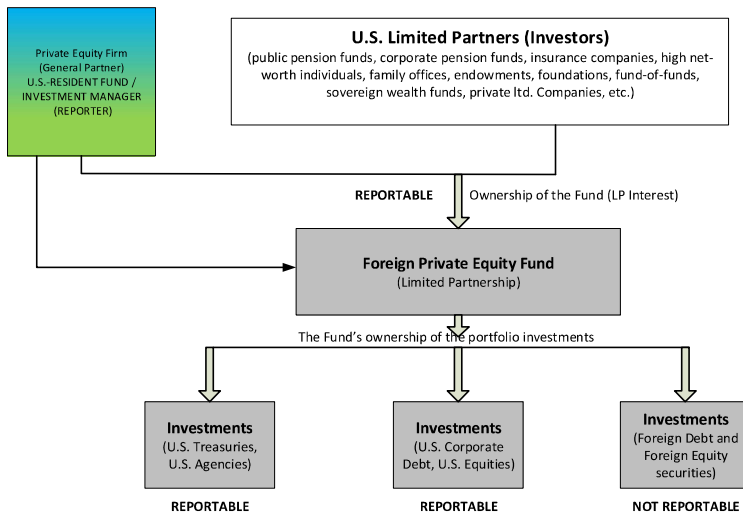 Private Equity Firm
(General Partner)
U.S.-RESIDENT FUND /
INVESTMENT MANAGER
(REPORTER)
U.S. Limited Partners (Investors)
(public pension funds, corporate pension funds, insurance companies, high net-
worth individuals, family offices, endowments, foundations, fund-of-funds,
sovereign wealth funds, private ltd. Companies, etc.)
REPORTABLE
Ownership of the Fund (LP Interest)
Foreign Private Equity Fund
(Limited Partnership)
The Fund's ownership of the portfolio investments
Investments
(U.S. Treasuries,
U.S. Agencies)
Investments
(U.S. Corporate
Debt, U.S. Equities)
Investments
(Foreign Debt and
Foreign Equity
securities)
REPORTABLE
REPORTABLE
NOT REPORTABLE